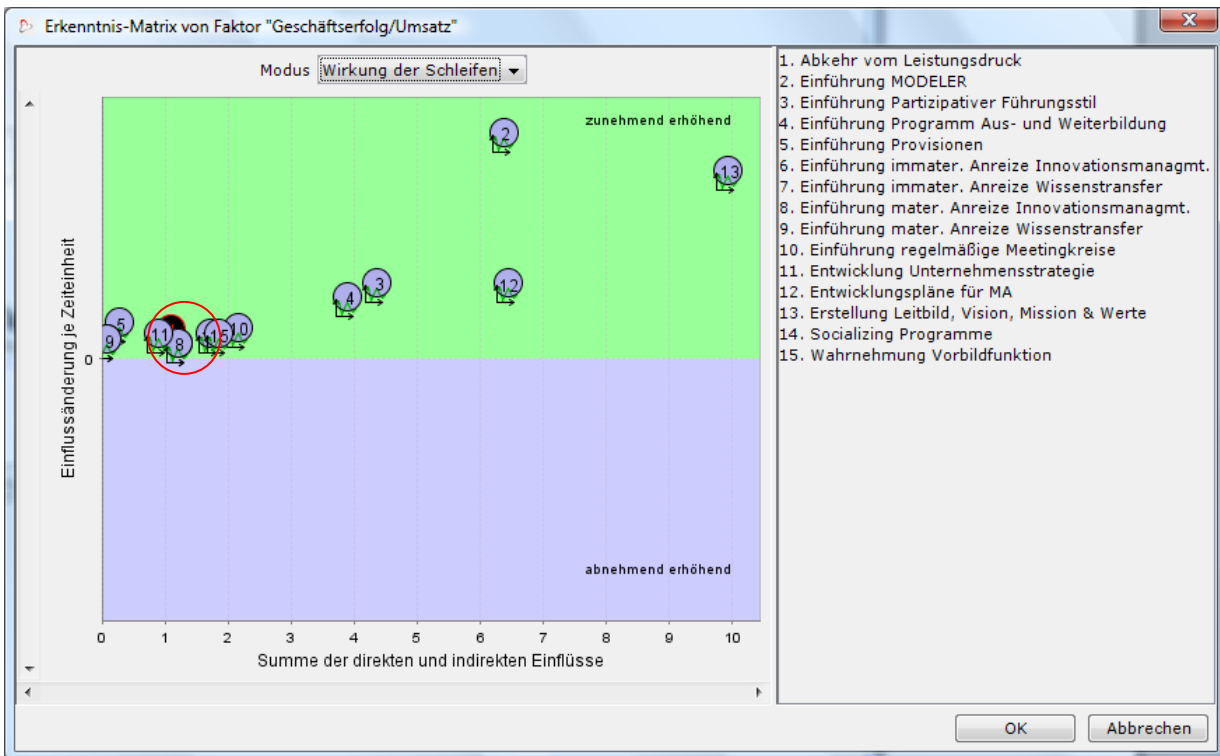 Erkenntnis-Matrix von Faktor "Geschäftserfolg/Umsatz"
Modus Wirkung der Schleifen
zunehmend erhöhend
2
13
3
4
12
5
9
11
8
15
10
0
Einflussänderung je Zeiteinheit
abnehmend erhöhend
0 1 2 3 4 5 6 7 8 9 10
Summe der direkten und indirekten Einflüsse
1. Abkehr vom Leistungsdruck
2. Einführung MODELER
3. Einführung Partizipativer Führungsstil
4. Einführung Programm Aus- und Weiterbildung
5. Einführung Provisionen
6. Einführung immater. Anreize Innovationsmanagmt.
7. Einführung immater. Anreize Wissenstransfer
8. Einführung mater. Anreize Innovationsmanagmt.
9. Einführung mater. Anreize Wissenstransfer
10. Einführung regelmäßige Meetingkreise
11. Entwicklung Unternehmensstrategie
12. Entwicklungspläne für MA
13. Erstellung Leitbild, Vision, Mission & Werte
14. Socializing Programme
15. Wahrnehmung Vorbildfunktion
OK Abbrechen